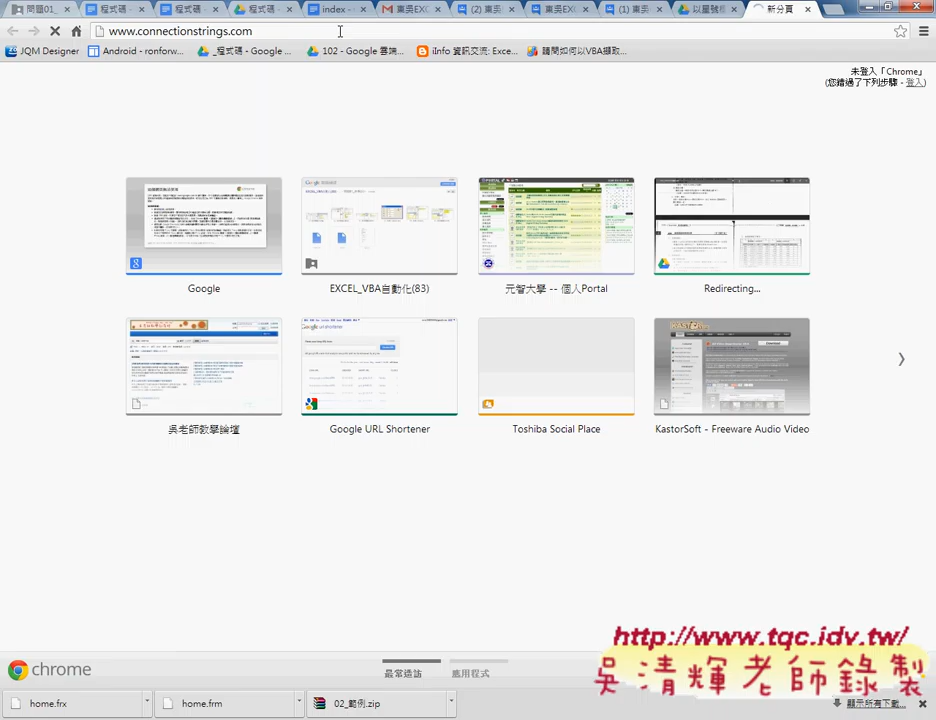 問題01_
程式碼 -
程式碼 -
程式碼 -
index -
東吳EXC
(2) 東吳
東吳EXC
(1) 東吳
以星號棋
新分頁
www.connectionstrings.com
JQM Designer
Android - ronforw...
_程式碼 - Google ...
102 - Google 雲端...
iInfo 資訊交流: Exce...
請問如何以VBA擷取...
未登入「Chrome」
(您錯過了下列步驟 - 登入)
Google
EXCEL_VBA自動化(83)
元智大學 -- 個人Portal
Redirecting...
吳老師教學論壇
Google URL Shortener
Toshiba Social Place
KastorSoft - Freeware Audio Video
http://www.tqc.idv.tw/
吳清輝老師錄製
chrome
最常造訪
應用程式
home.frx
home.frm
02_範例.zip
顯示所有下載...